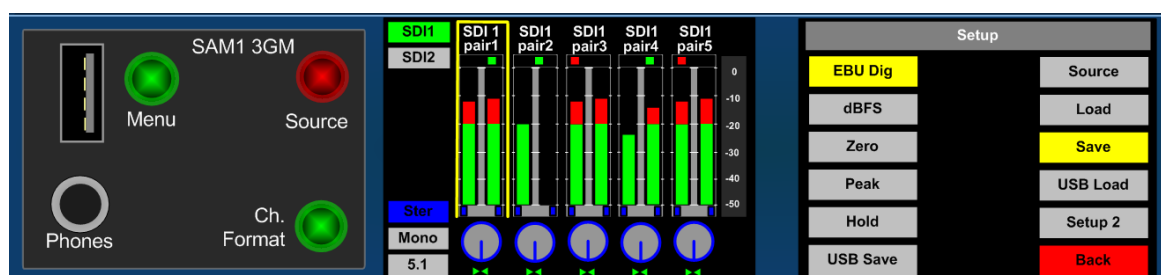 SAM1 3GM
Menu
Source
Phones
Ch.
Format
SDI1
SDI2
SDI 1
pair1
SDI1
pair2
SDI1
pair3
SDI1
pair4
SDI1
pair5
0
-10
-20
-30
-40
-50
Ster
Mono
5.1
Setup
EBU Dig
Source
dBFS
Load
Zero
Save
Peak
USB Load
Hold
Setup 2
USB Save
Back